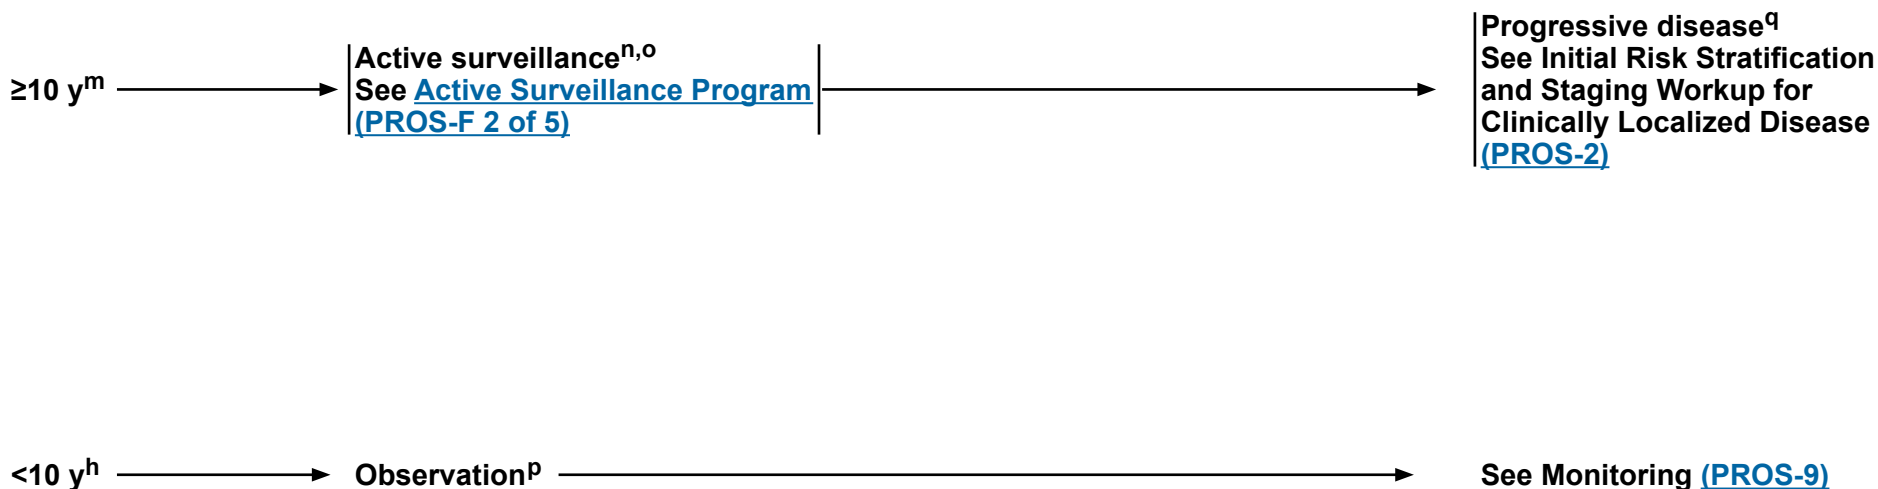 ≥10 yᵐ
Active surveillanceⁿ,ᵒ
See Active Surveillance Program
(PROS-F 2 of 5)
Progressive disease^q
See Initial Risk Stratification
and Staging Workup for
Clinically Localized Disease
(PROS-2)
<10 yʰ
Observationᵖ
See Monitoring (PROS-9)